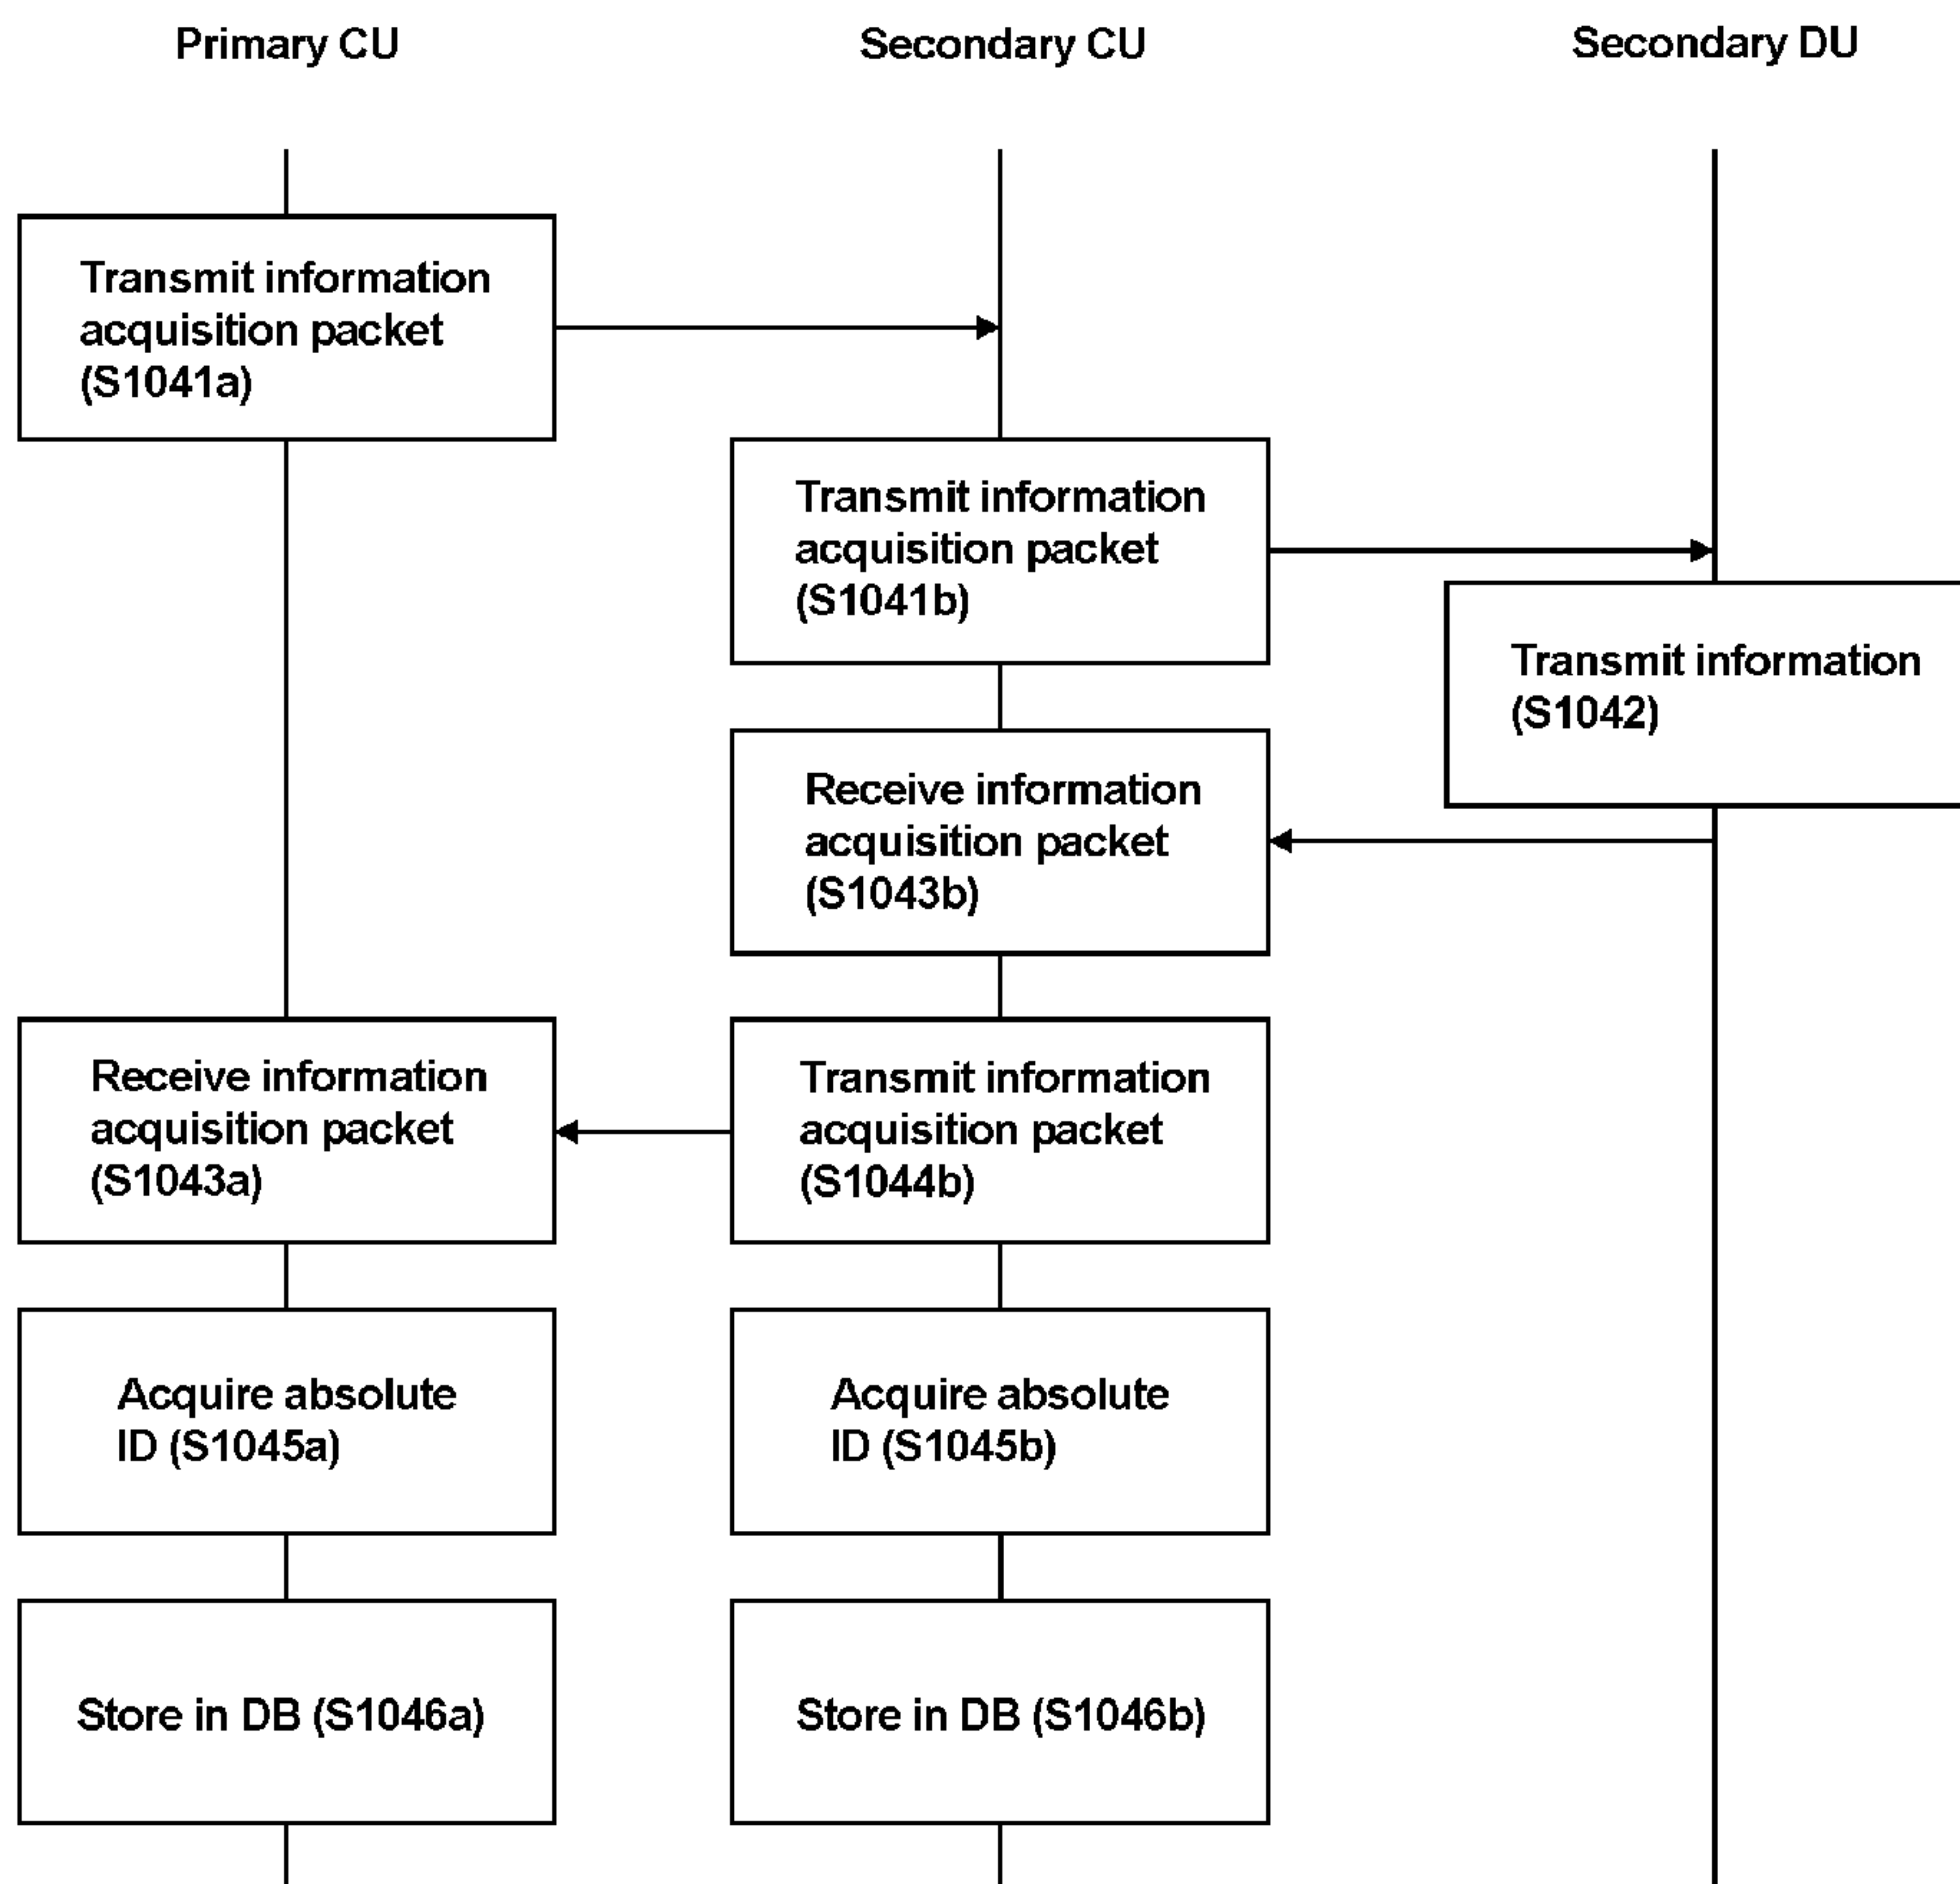 Primary CU
Secondary CU
Secondary DU
Transmit information
acquisition packet
(S1041a)
Transmit information
acquisition packet
(S1041b)
Transmit information
(S1042)
Receive information
acquisition packet
(S1043b)
Receive information
acquisition packet
(S1043a)
Transmit information
acquisition packet
(S1044b)
Acquire absolute
ID (S1045a)
Acquire absolute
ID (S1045b)
Store in DB (S1046a)
Store in DB (S1046b)